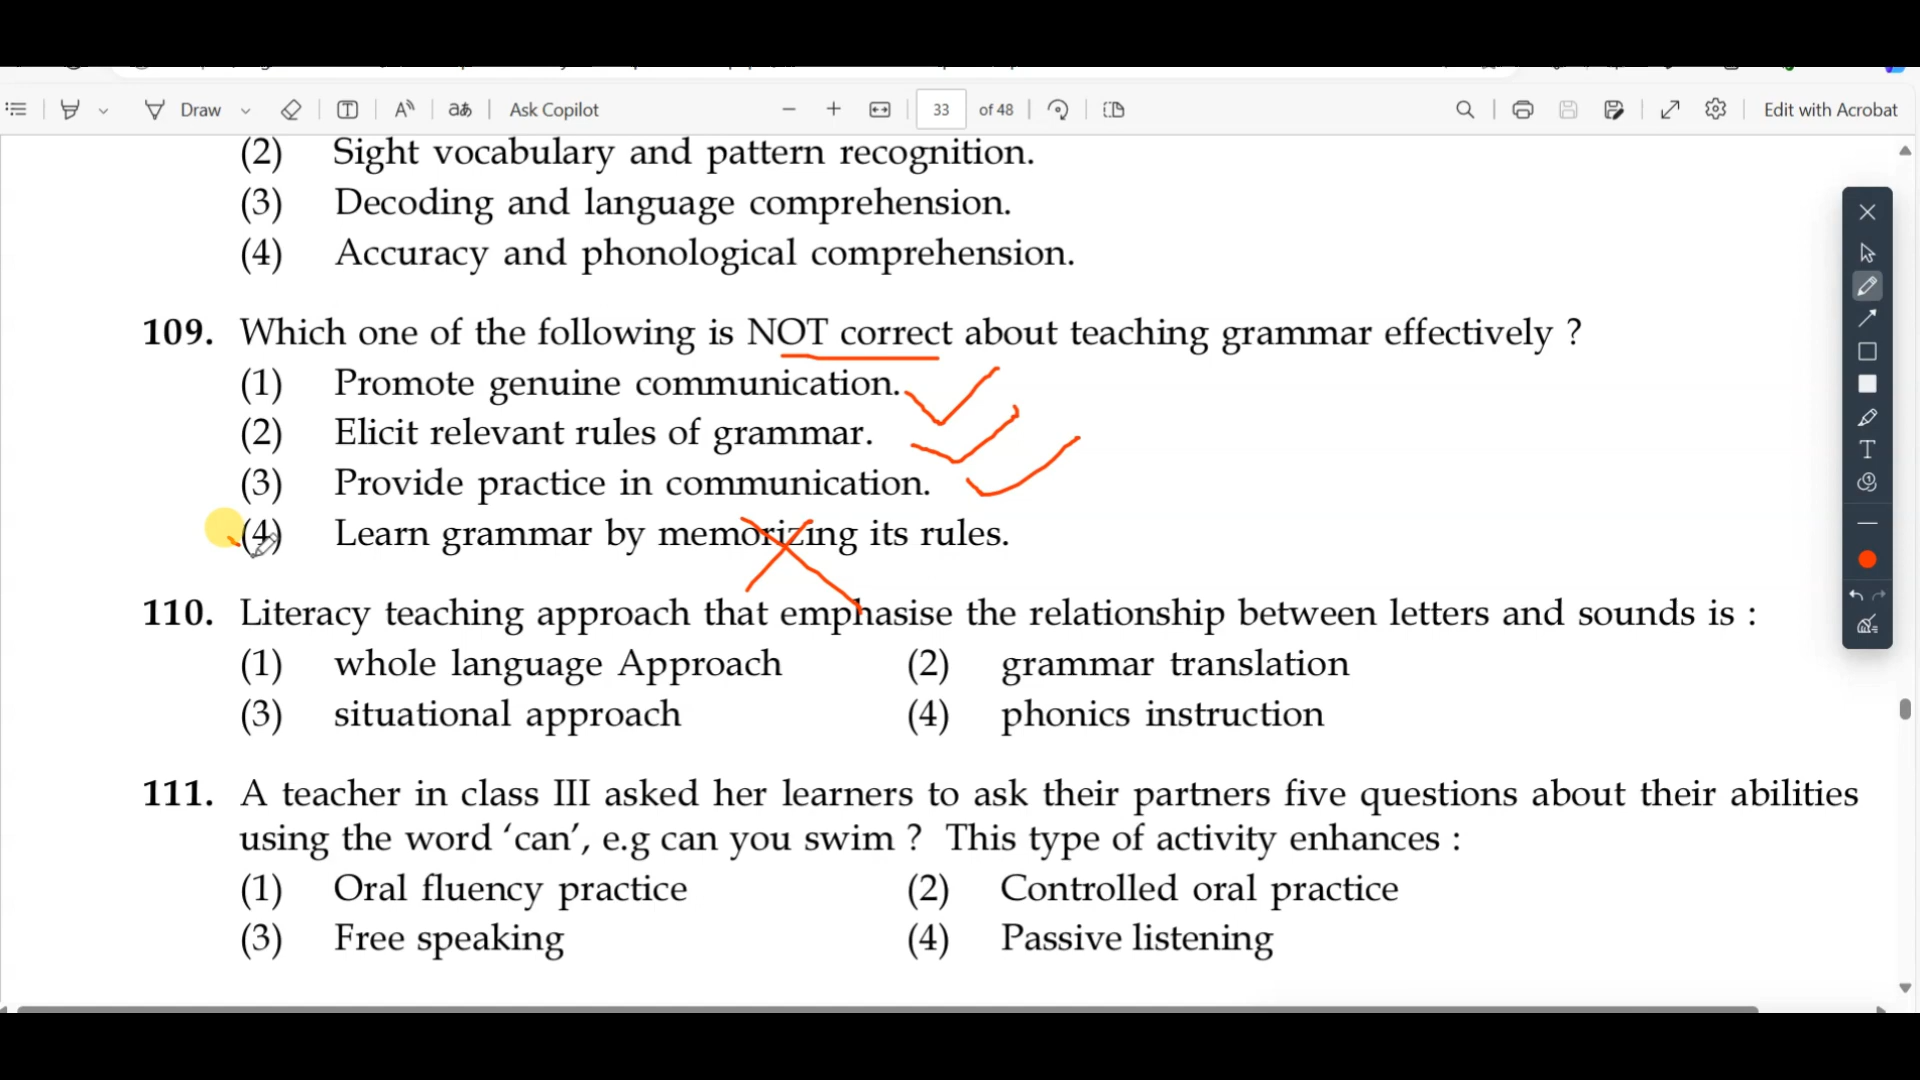 Draw
aあ
Ask Copilot
33 of 48
Edit with Acrobat
(2) Sight vocabulary and pattern recognition.
(3) Decoding and language comprehension.
(4) Accuracy and phonological comprehension.
109. Which one of the following is NOT correct about teaching grammar effectively ?
(1) Promote genuine communication.
(2) Elicit relevant rules of grammar.
(3) Provide practice in communication.
(4) Learn grammar by memorizing its rules.
110. Literacy teaching approach that emphasise the relationship between letters and sounds is :
(1) whole language Approach (2) grammar translation
(3) situational approach (4) phonics instruction
111. A teacher in class III asked her learners to ask their partners five questions about their abilities
using the word ‘can’, e.g can you swim ? This type of activity enhances :
(1) Oral fluency practice (2) Controlled oral practice
(3) Free speaking (4) Passive listening